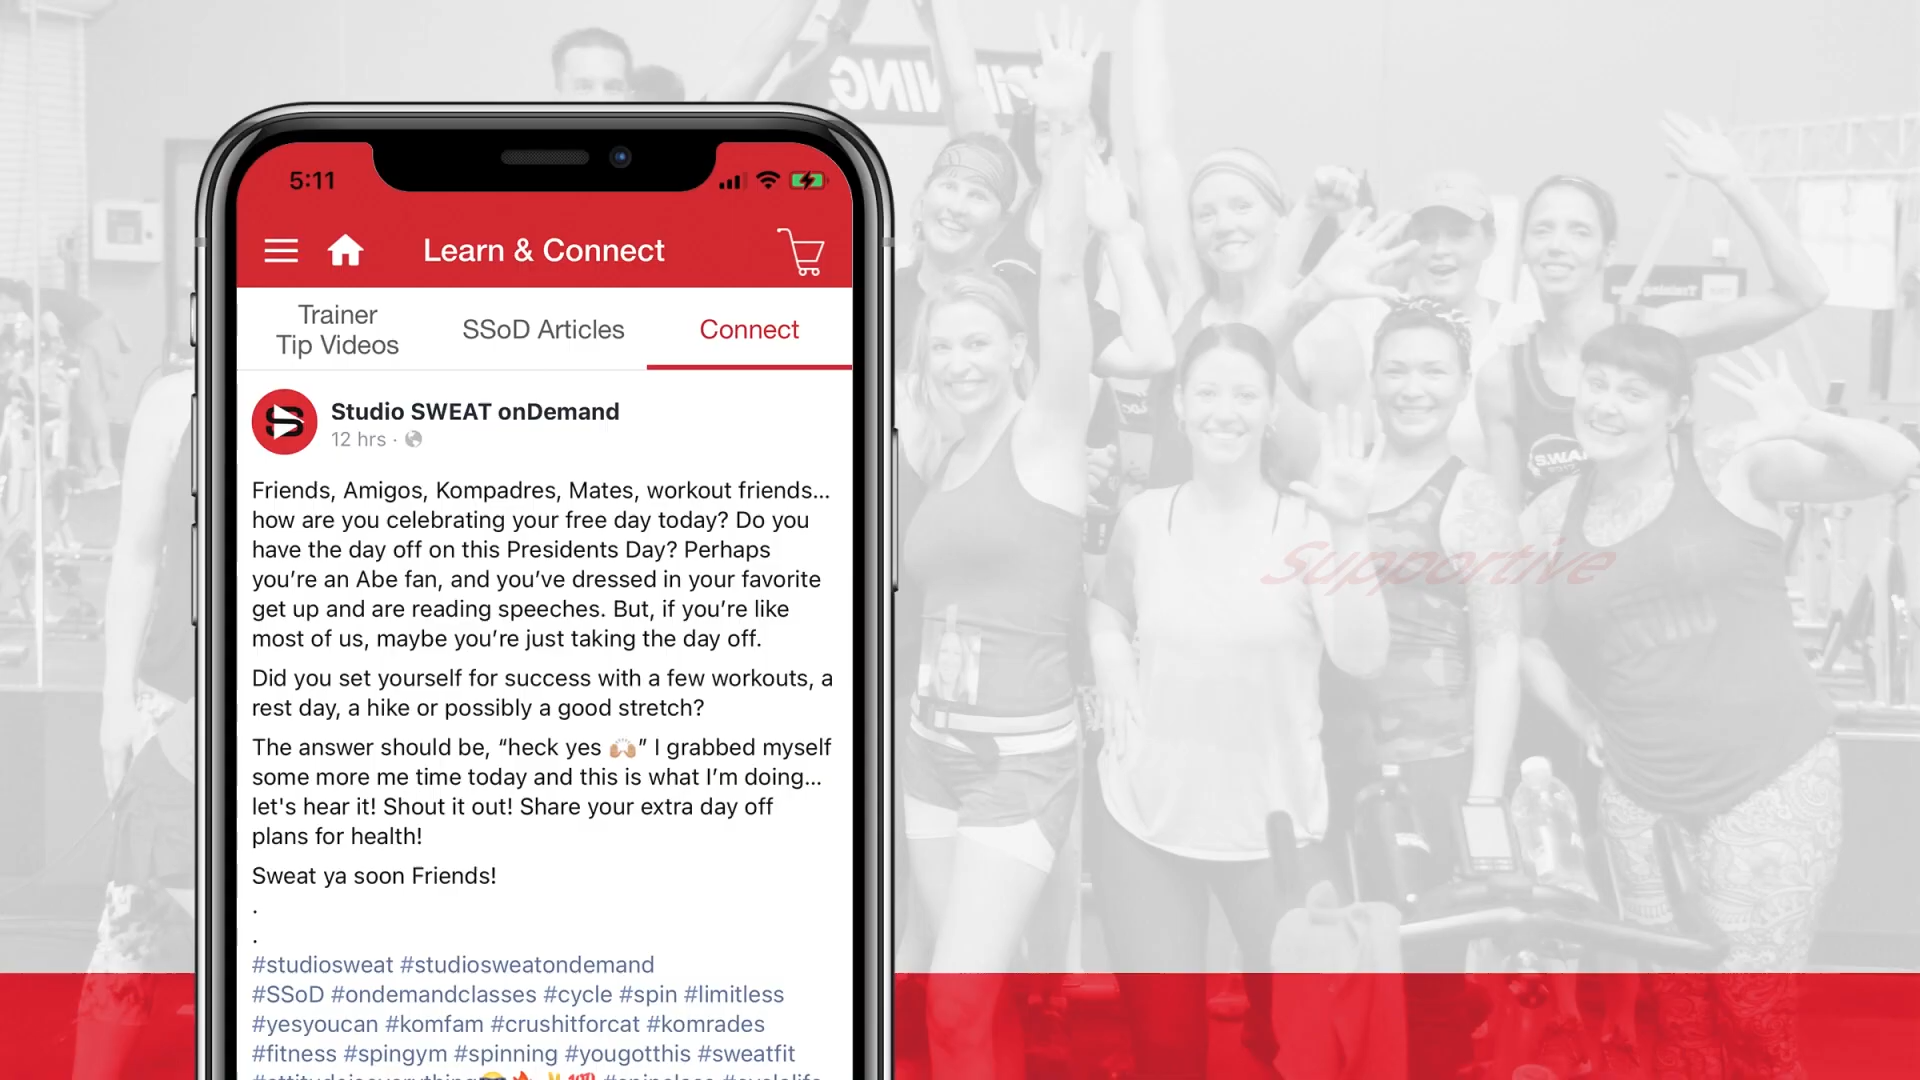 5:11
Learn & Connect
Trainer
Tip Videos
SSoD Articles
Connect
Studio SWEAT onDemand
12 hrs ·
Friends, Amigos, Kompadres, Mates, workout friends...
how are you celebrating your free day today? Do you
have the day off on this Presidents Day? Perhaps
you’re an Abe fan, and you’ve dressed in your favorite
get up and are reading speeches. But, if you’re like
most of us, maybe you’re just taking the day off.
Did you set yourself for success with a few workouts, a
rest day, a hike or possibly a good stretch?
The answer should be, “heck yes 🙌🏼” I grabbed myself
some more me time today and this is what I’m doing...
let's hear it! Shout it out! Share your extra day off
plans for health!
Sweat ya soon Friends!
.
.
#studiosweat #studiosweatondemand
#SSoD #ondemandclasses #cycle #spin #limitless
#yesyoucan #komfam #crushitforcat #komrades
#fitness #spingym #spinning #yougotthis #sweatfit
Supportive